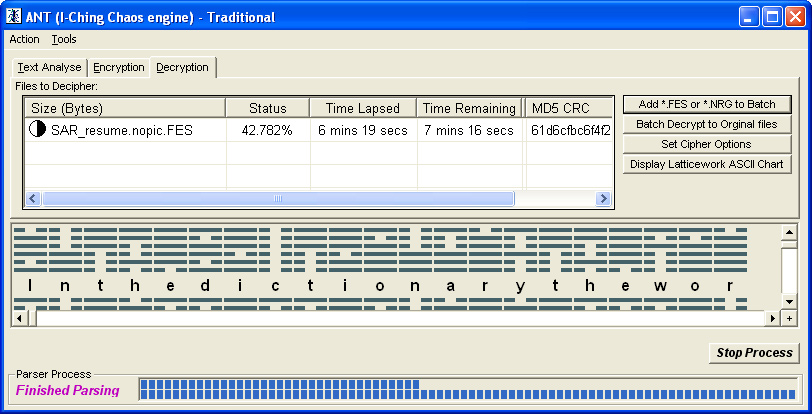 ANT (I-Ching Chaos engine) - Traditional
Action Tools
Text Analyse Encryption Decryption
Files to Decipher:
Size (Bytes) Status Time Lapsed Time Remaining MD5 CRC
SAR_resume.nopic.FES 42.782% 6 mins 19 secs 7 mins 16 secs 61d6cfbc6f4f2
Add *.FES or *.NRG to Batch
Batch Decrypt to Orginal files
Set Cipher Options
Display Latticework ASCII Chart
I n t h e d i c t i o n a r y t h e w o r
Stop Process
Parser Process
Finished Parsing